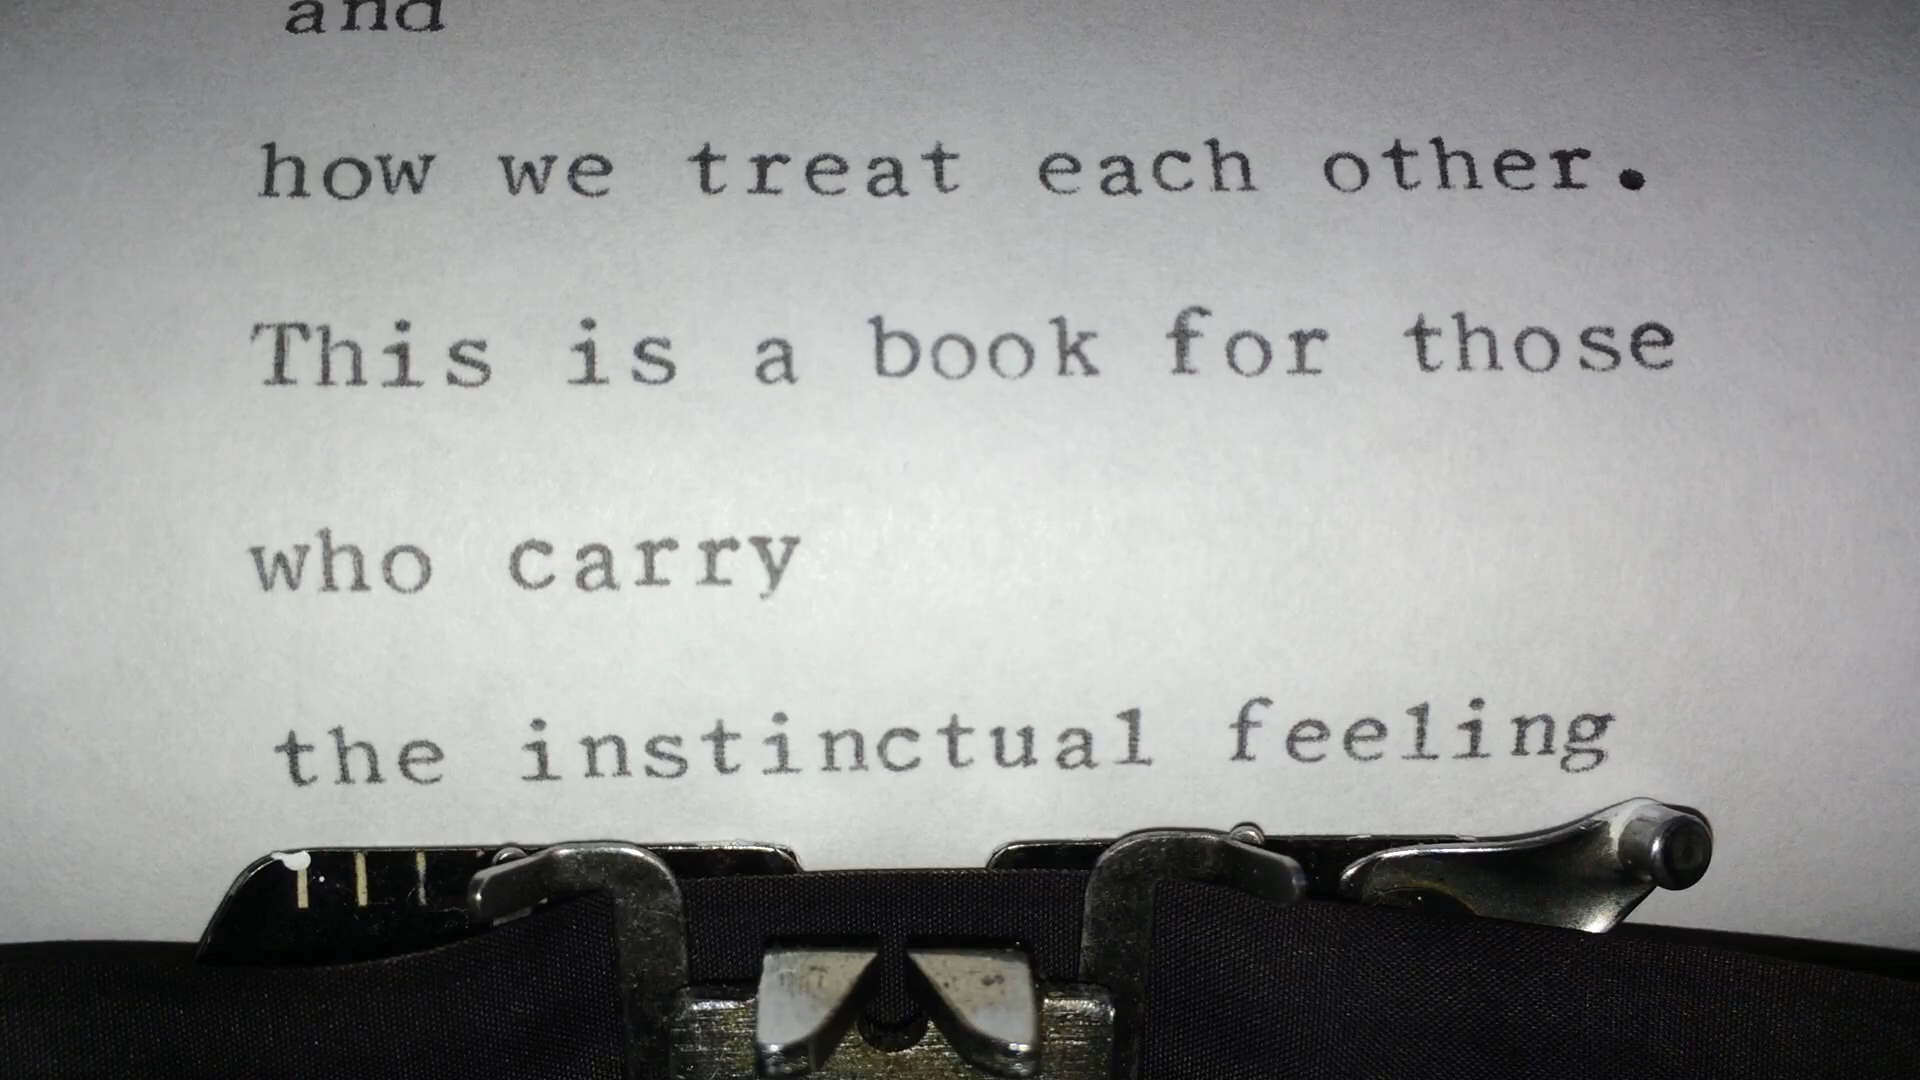 and
how we treat each other.
This is a book for those
who carry
the instinctual feeling